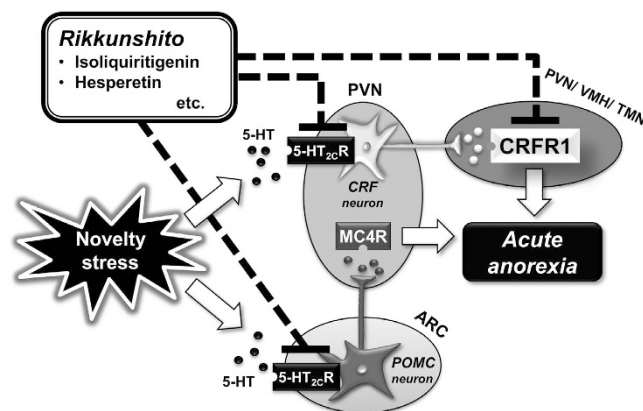 Rikkunshito
• Isoliquiritigenin
• Hesperetin
etc.
PVN/ VMH/ TMN
PVN
5-HT
5-HT2CR
CRFR1
CRF
neuron
Novelty
stress
MC4R
Acute
anorexia
ARC
5-HT
5-HT2CR
POMC
neuron